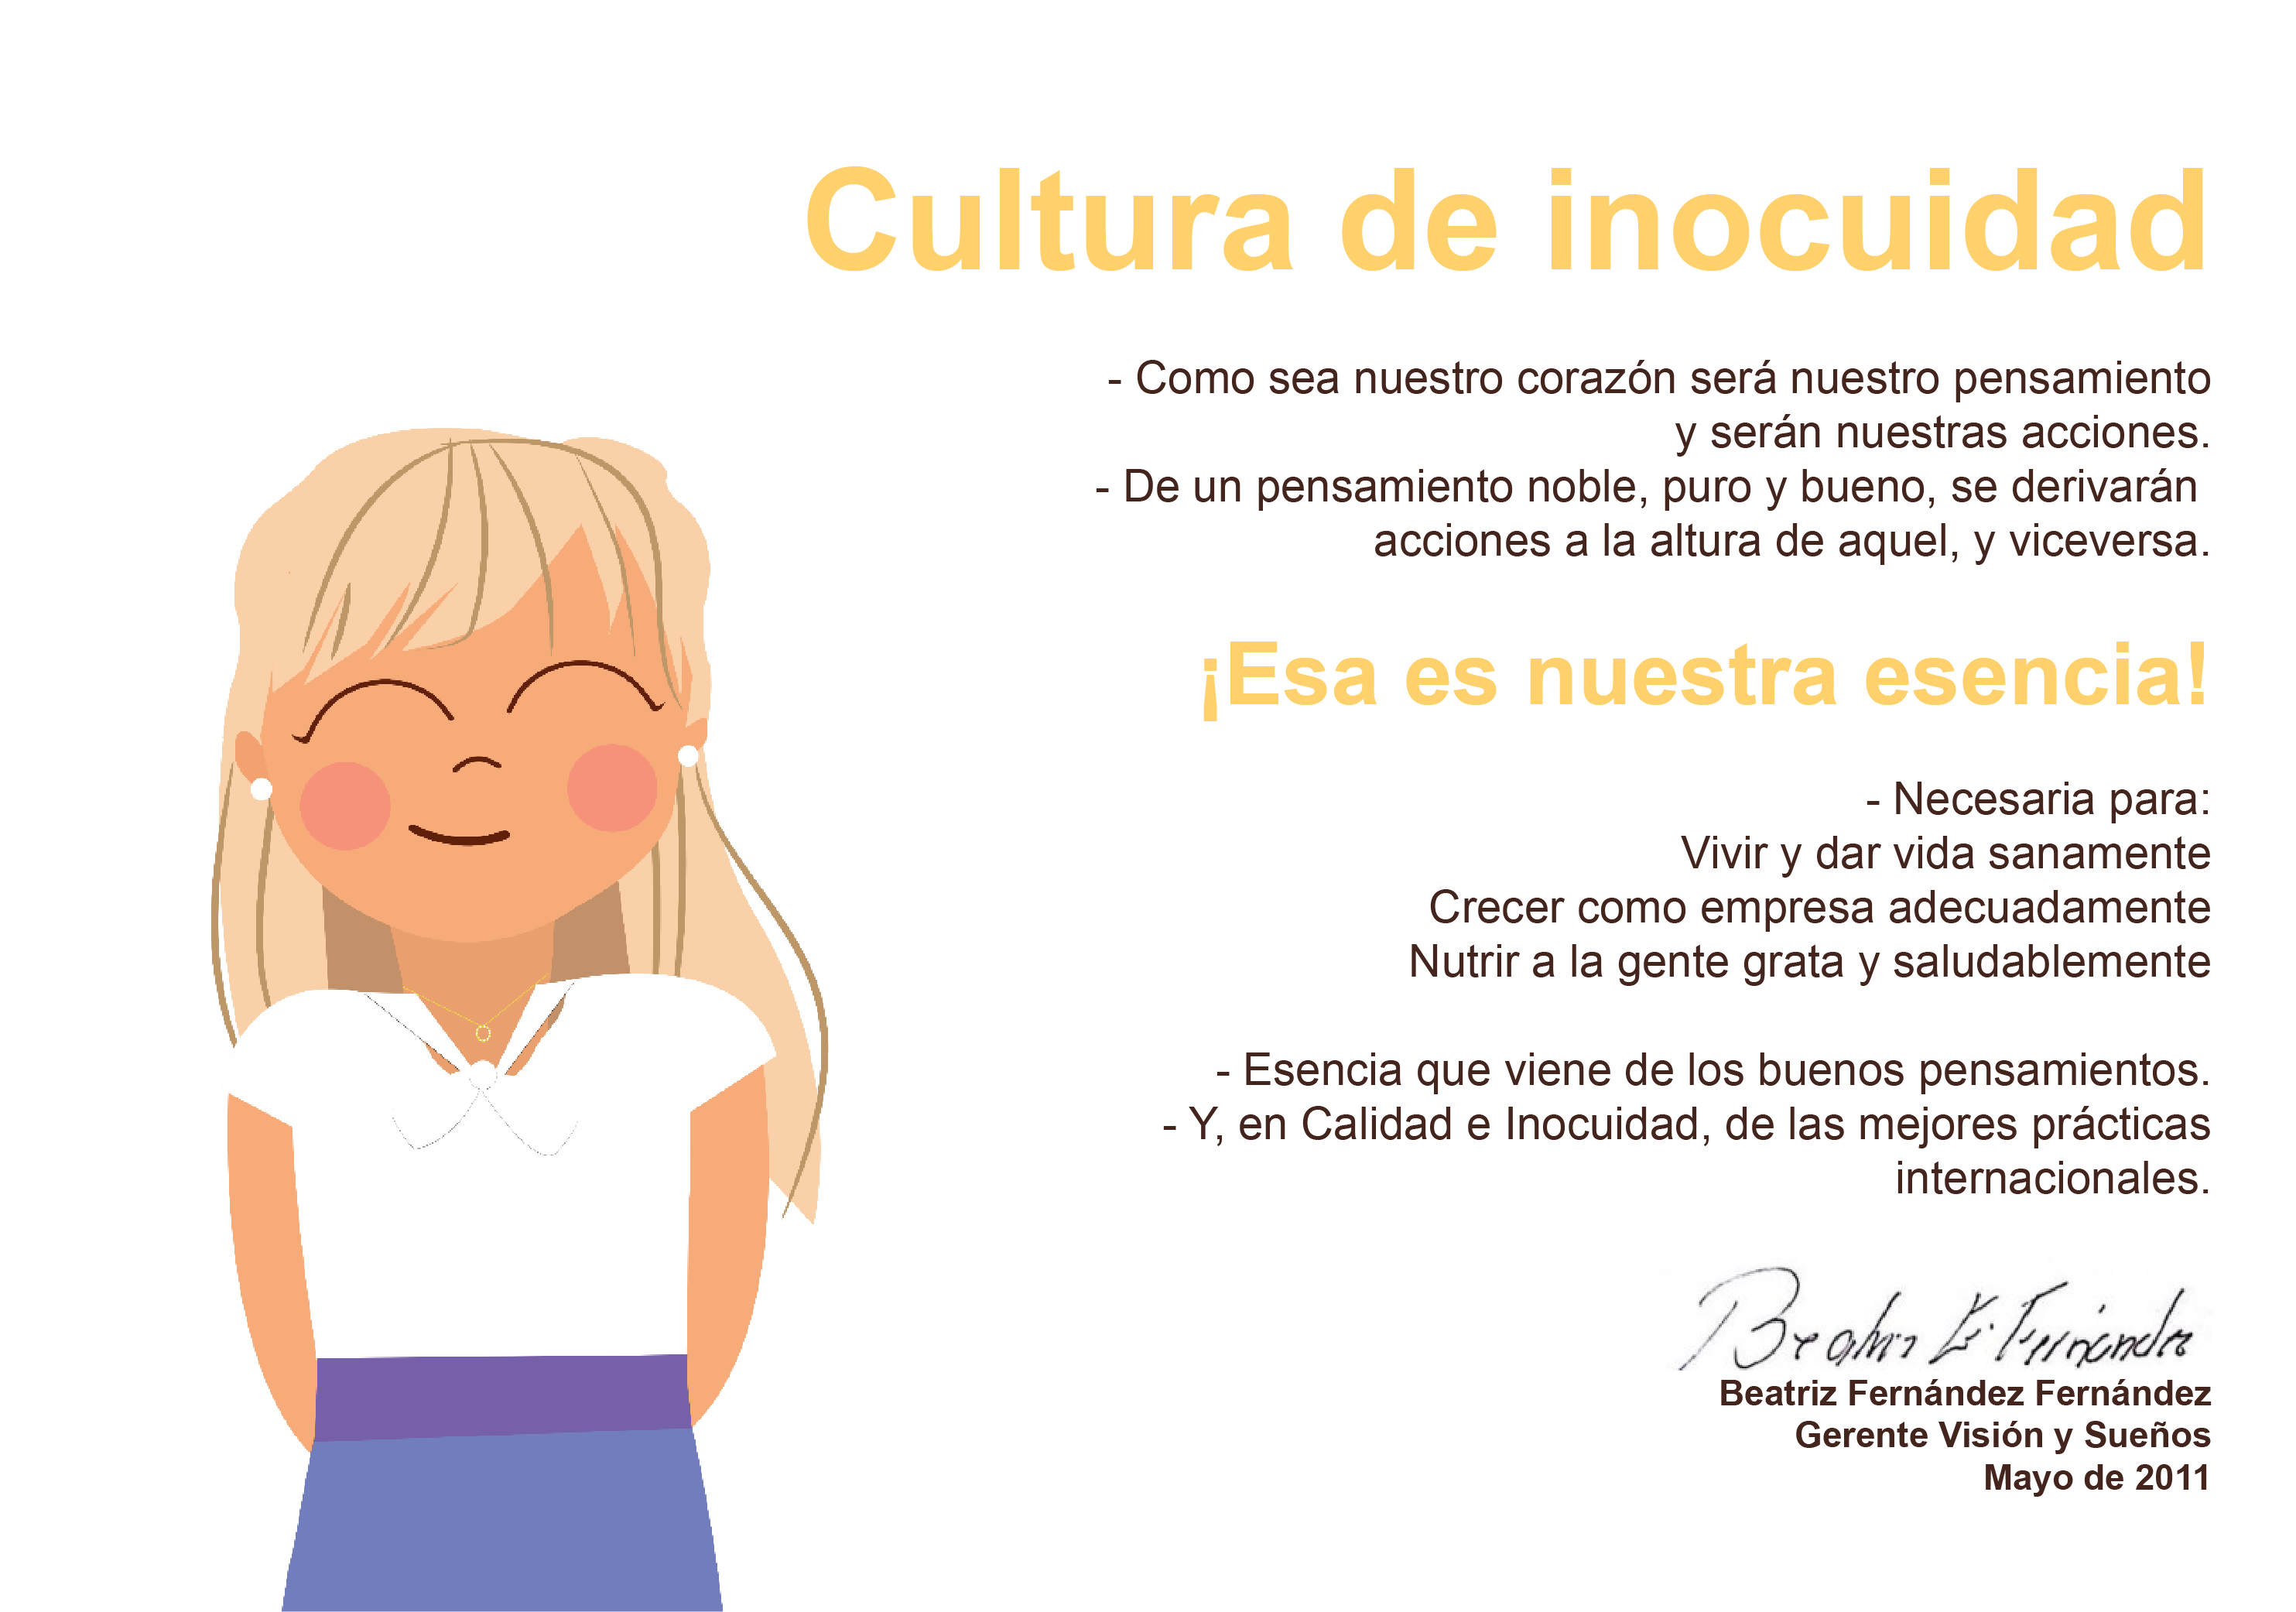 Cultura de inocuidad
- Como sea nuestro corazón será nuestro pensamiento
y serán nuestras acciones.
- De un pensamiento noble, puro y bueno, se derivarán
acciones a la altura de aquel, y viceversa.
¡Esa es nuestra esencia!
- Necesaria para:
Vivir y dar vida sanamente
Crecer como empresa adecuadamente
Nutrir a la gente grata y saludablemente
- Esencia que viene de los buenos pensamientos.
- Y, en Calidad e Inocuidad, de las mejores prácticas
internacionales.
Beatriz Fernández Fernández
Gerente Visión y Sueños
Mayo de 2011